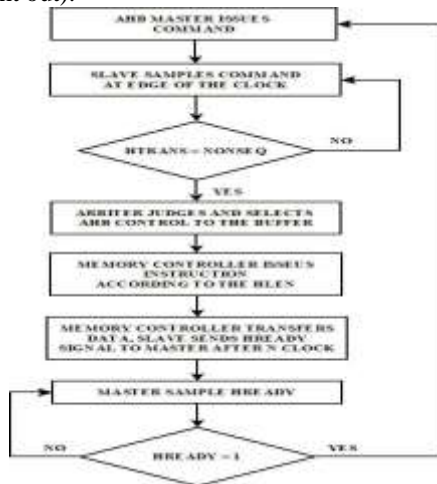 nt out).
AHB MASTER ISSUES
COMMAND
SLAVE SAMPLES COMMAND
AT EDGE OF THE CLOCK
HTRANS = NONSEQ
NO
YES
ARBITER JUDGES AND SELECTS
AHB CONTROL TO THE BUFFER
MEMORY CONTROLLER ISSEUS
INSTRUCTION
ACCORDING TO THE HLEN
MEMORY CONTROLLER TRANSFERS
DATA, SLAVE SENDS HREADY
SIGNAL TO MASTER AFTER N CLOCK
MASTER SAMPLE HREADY
NO
HREADY = 1
YES